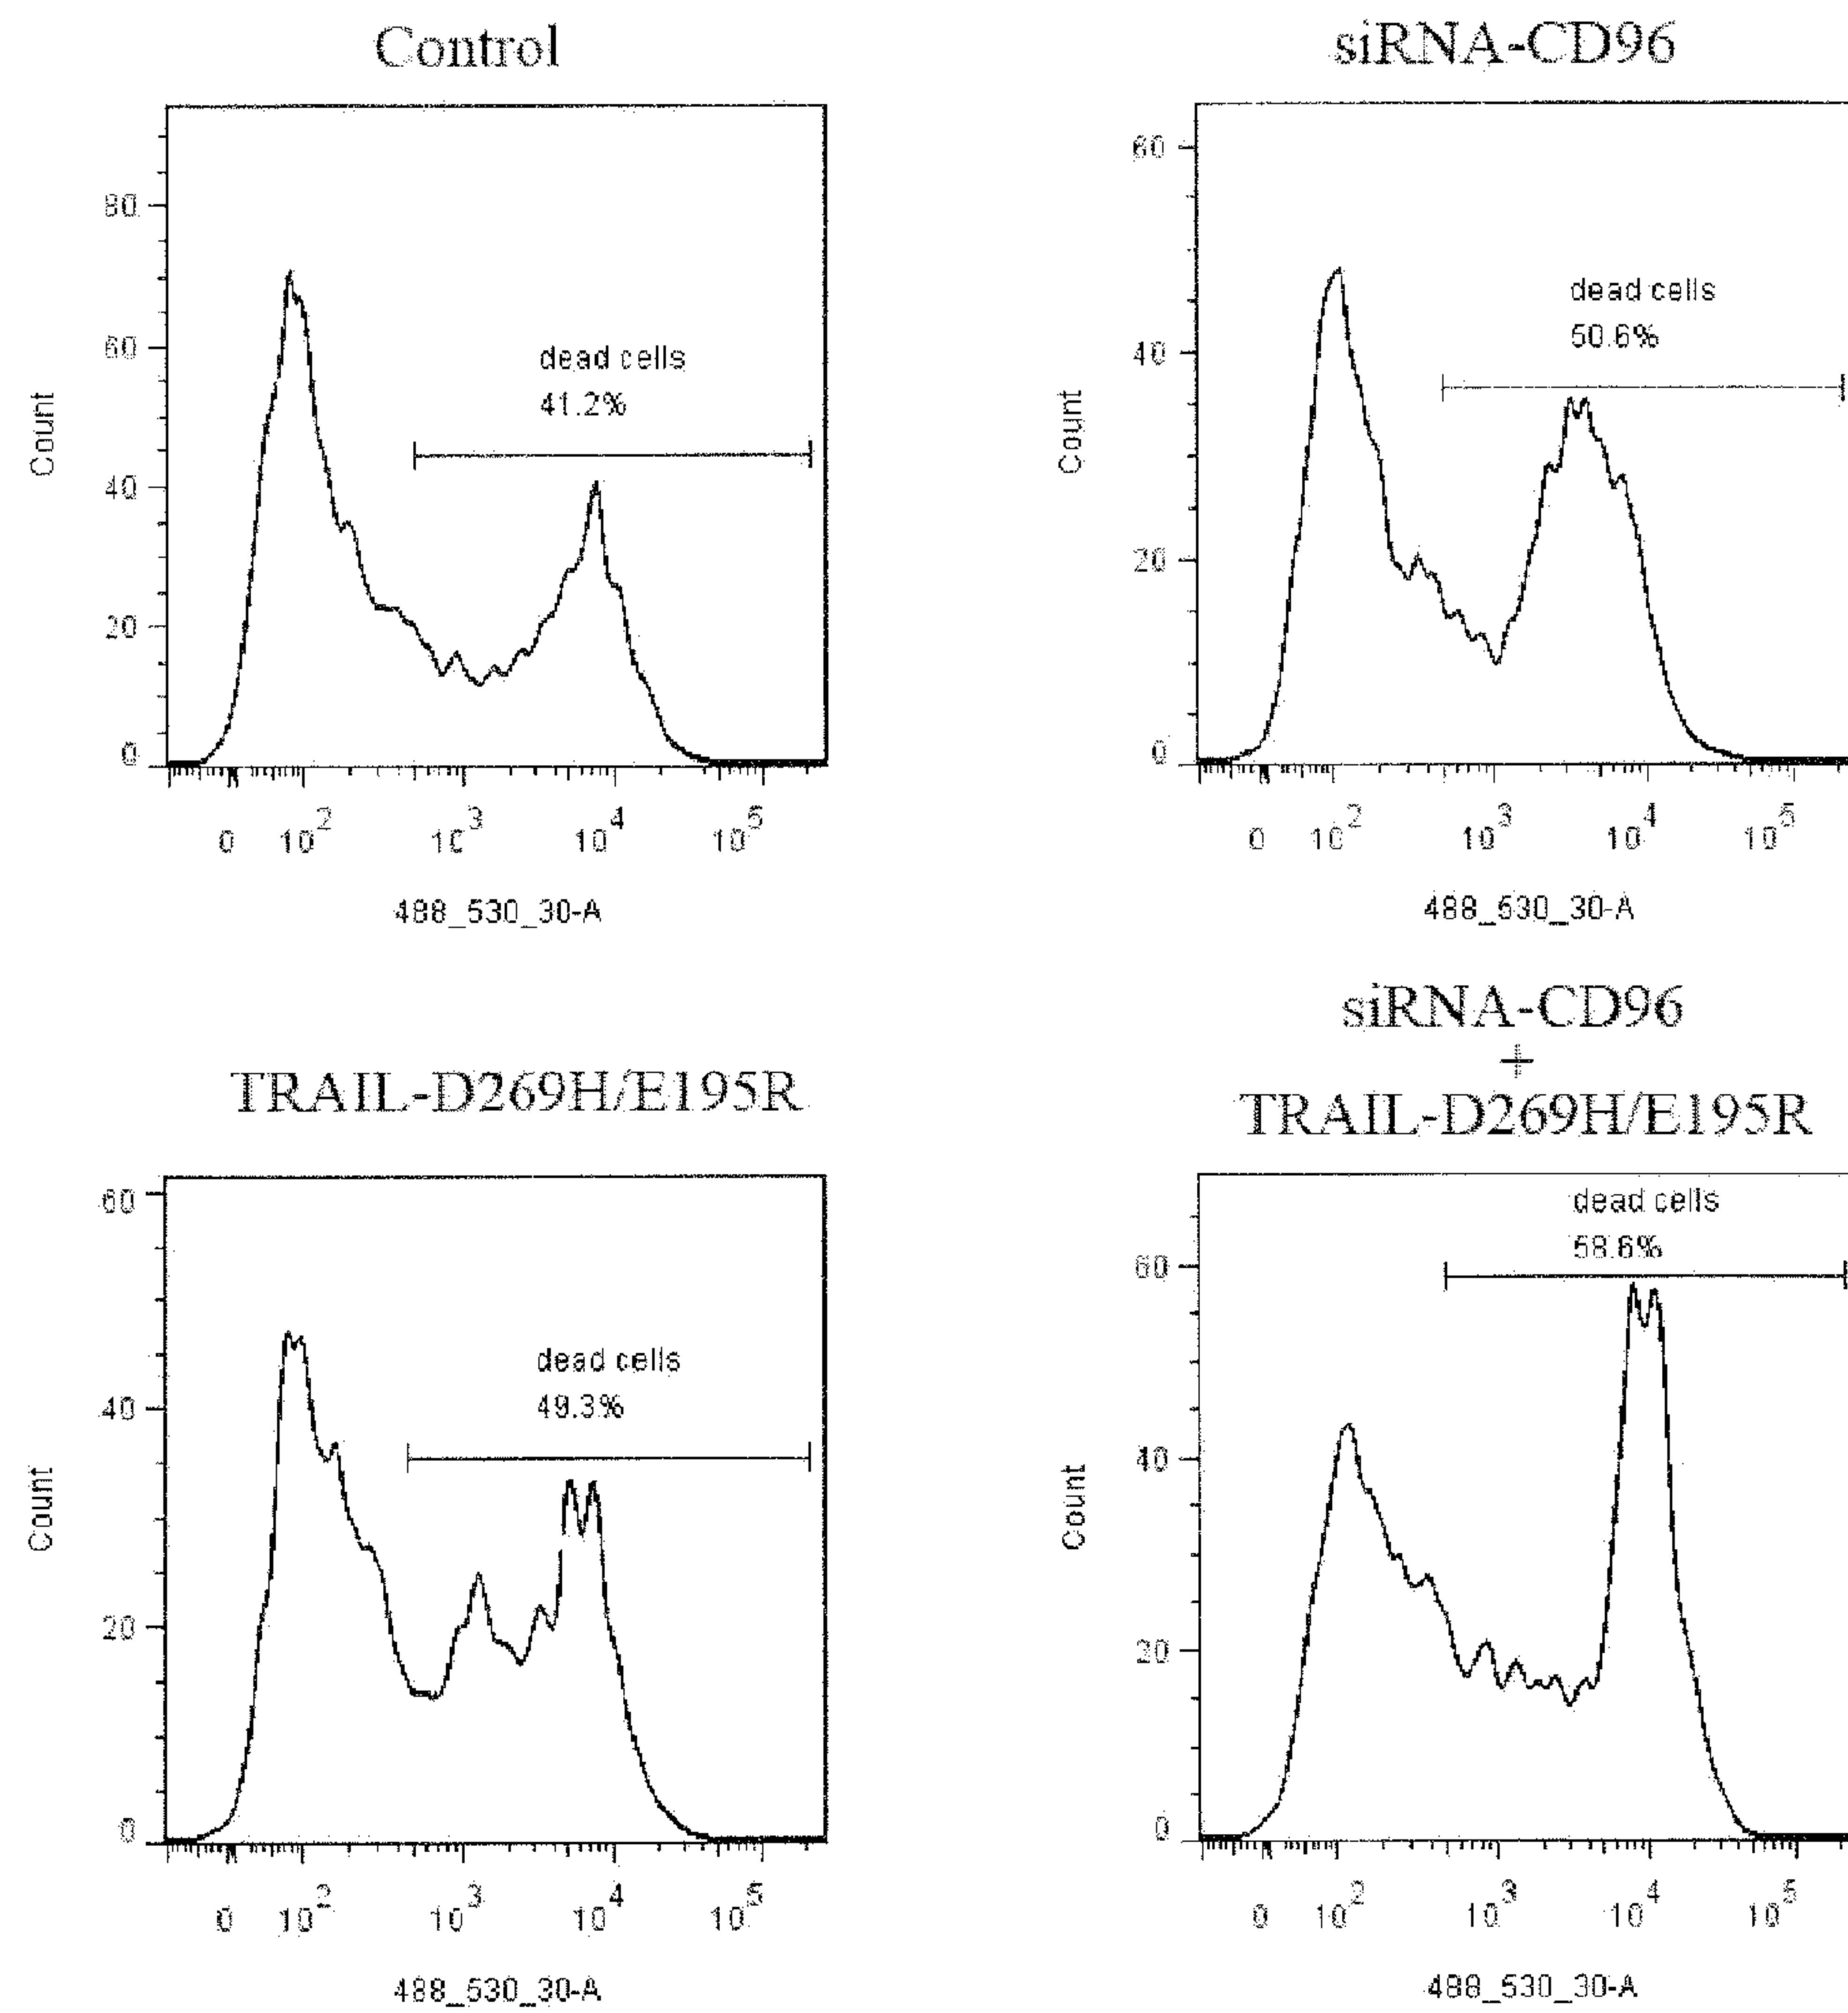 Control
80
60
40
20
0
Count
dead cells
41.2%
0 10^2 10^3 10^4 10^5
488_530_30-A
siRNA-CD96
60
40
20
0
Count
dead cells
50.6%
0 10^2 10^3 10^4 10^5
488_530_30-A
TRAIL-D269H/E195R
60
40
20
0
Count
dead cells
49.3%
0 10^2 10^3 10^4 10^5
488_530_30-A
siRNA-CD96
+
TRAIL-D269H/E195R
60
40
20
0
Count
dead cells
58.6%
0 10^2 10^3 10^4 10^5
488_530_30-A